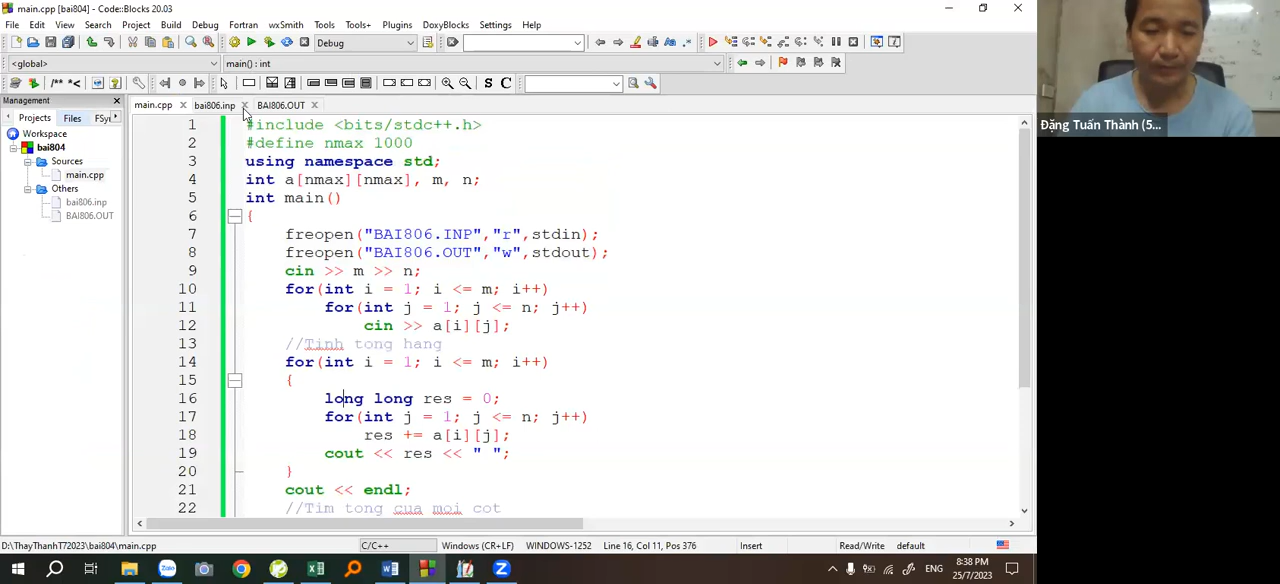 main.cpp [bai804] - Code::Blocks 20.03
File Edit View Search Project Build Debug Fortran wxSmith Tools Tools+ Plugins DoxyBlocks Settings Help
Debug
<global> main() : int
/** *<
S C
Management
main.cpp bai806.inp BAI806.OUT
Projects Files FSy
Workspace
bai804
Sources
main.cpp
Others
bai806.inp
BAI806.OUT
1 #include <bits/stdc++.h>
2 #define nmax 1000
3 using namespace std;
4 int a[nmax][nmax], m, n;
5 int main()
6 {
7 freopen("BAI806.INP","r",stdin);
8 freopen("BAI806.OUT","w",stdout);
9 cin >> m >> n;
10 for(int i = 1; i <= m; i++)
11 for(int j = 1; j <= n; j++)
12 cin >> a[i][j];
13 //Tinh tong hang
14 for(int i = 1; i <= m; i++)
15 {
16 long long res = 0;
17 for(int j = 1; j <= n; j++)
18 res += a[i][j];
19 cout << res << " ";
20 }
21 cout << endl;
22 //Tim tong cua moi cot
D:\ThayThanhT72023\bai804\main.cpp C/C++ Windows (CR+LF) WINDOWS-1252 Line 16, Col 11, Pos 376 Insert Read/Write default
Zalo
ENG
8:38 PM
25/7/2023
Đặng Tuấn Thành (5...